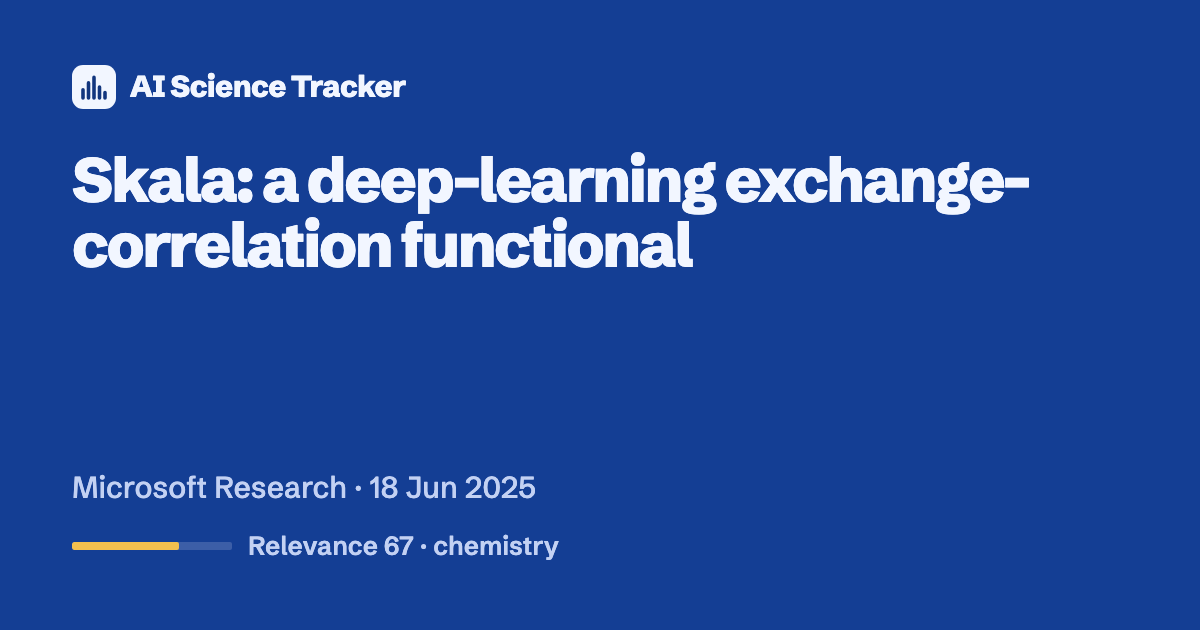 AI Science Tracker
Skala: a deep-learning exchange-
correlation functional
Microsoft Research · 18 Jun 2025
Relevance 67 · chemistry